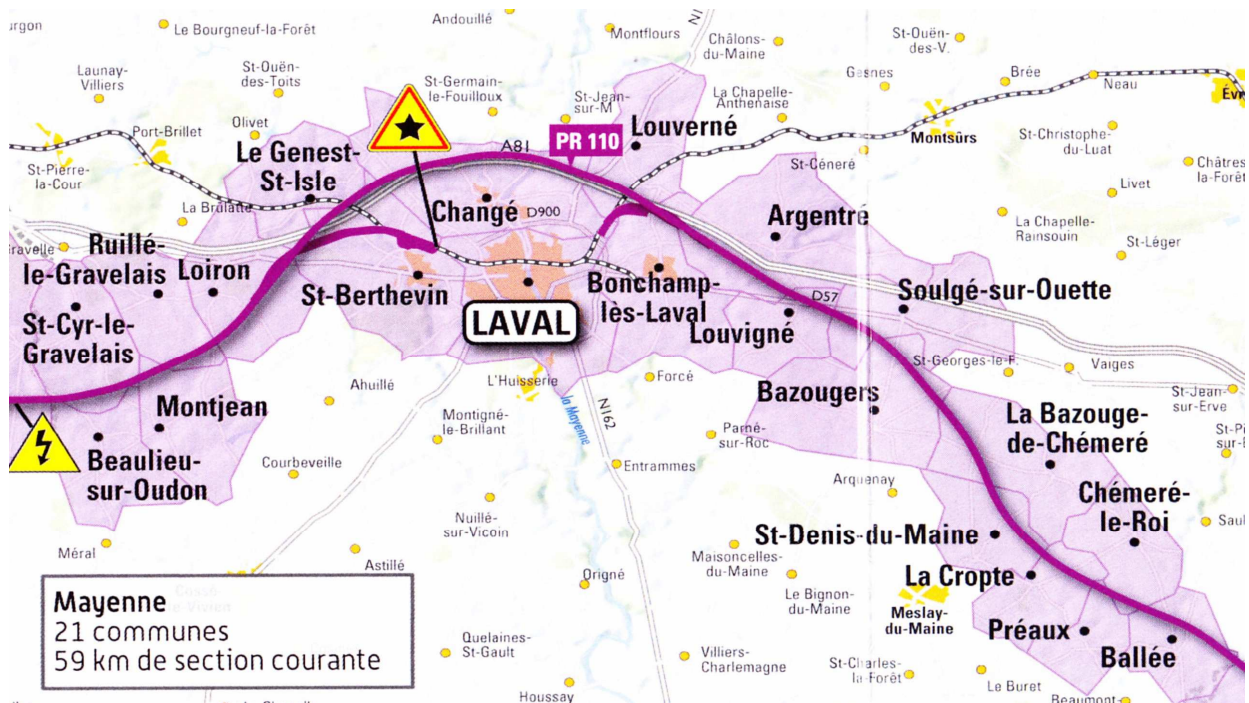 Le Bourgneuf-la-Forêt
Andouillé
Montflours
Châlons-
du-Maine
St-Ouën-
des-V.
Launay-
Villiers
St-Ouën-
des-Toits
St-Germain-
le-Fouilloux
St-Jean-
sur-M
La Chapelle-
Anthenaise
Gesnes
Brée
Neau
Port-Brillet
Olivet
A81
PR 110
Louverné
Montsûrs
St-Christophe-
du-Luat
St-Pierre-
la-Cour
Le Genest-
St-Isle
St-Céneré
Livet
La Brûlatte
Changé
D900
Argentré
La Chapelle-
Rainsouin
St-Léger
Ruillé-
le-Gravelais
Loiron
St-Berthevin
LAVAL
Bonchamp-
lès-Laval
Louvigné
D57
Soulgé-sur-Ouette
St-Cyr-le-
Gravelais
St-Georges-le-F.
Vaiges
Ahuillé
L'Huisserie
Forcé
la Mayenne
N162
Bazougers
Montjean
Montigné-
le-Brillant
Parné-
sur-Roc
La Bazouge-
de-Chémeré
St-Jean-
sur-Erve
Beaulieu-
sur-Oudon
Courbeveille
Entrammes
Arquenay
Chémeré-
le-Roi
Nuillé-
sur-Vicoin
St-Denis-du-Maine
Méral
Astillé
Origné
Maisoncelles-
du-Maine
La Cropte
Le Bignon-
du-Maine
Meslay-
du-Maine
Préaux
Ballée
Mayenne
21 communes
59 km de section courante
Quelaines-
St-Gault
Villiers-
Charlemagne
St-Charles-
la-Forêt
Le Buret
Houssay
Beaumont-